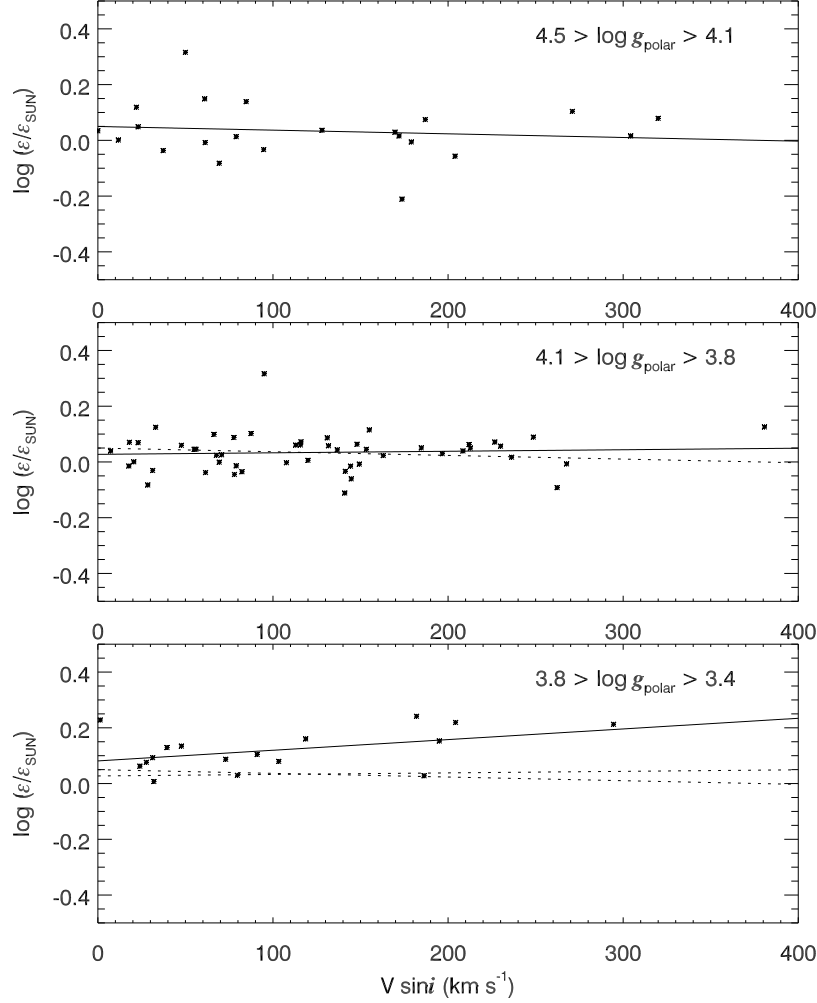 4.5 > log g_polar > 4.1
log (ε/ε_SUN)
0.4
0.2
0.0
-0.2
-0.4
0 100 200 300 400
4.1 > log g_polar > 3.8
log (ε/ε_SUN)
0.4
0.2
0.0
-0.2
-0.4
0 100 200 300 400
3.8 > log g_polar > 3.4
log (ε/ε_SUN)
0.4
0.2
0.0
-0.2
-0.4
0 100 200 300 400
V sini (km s⁻¹)